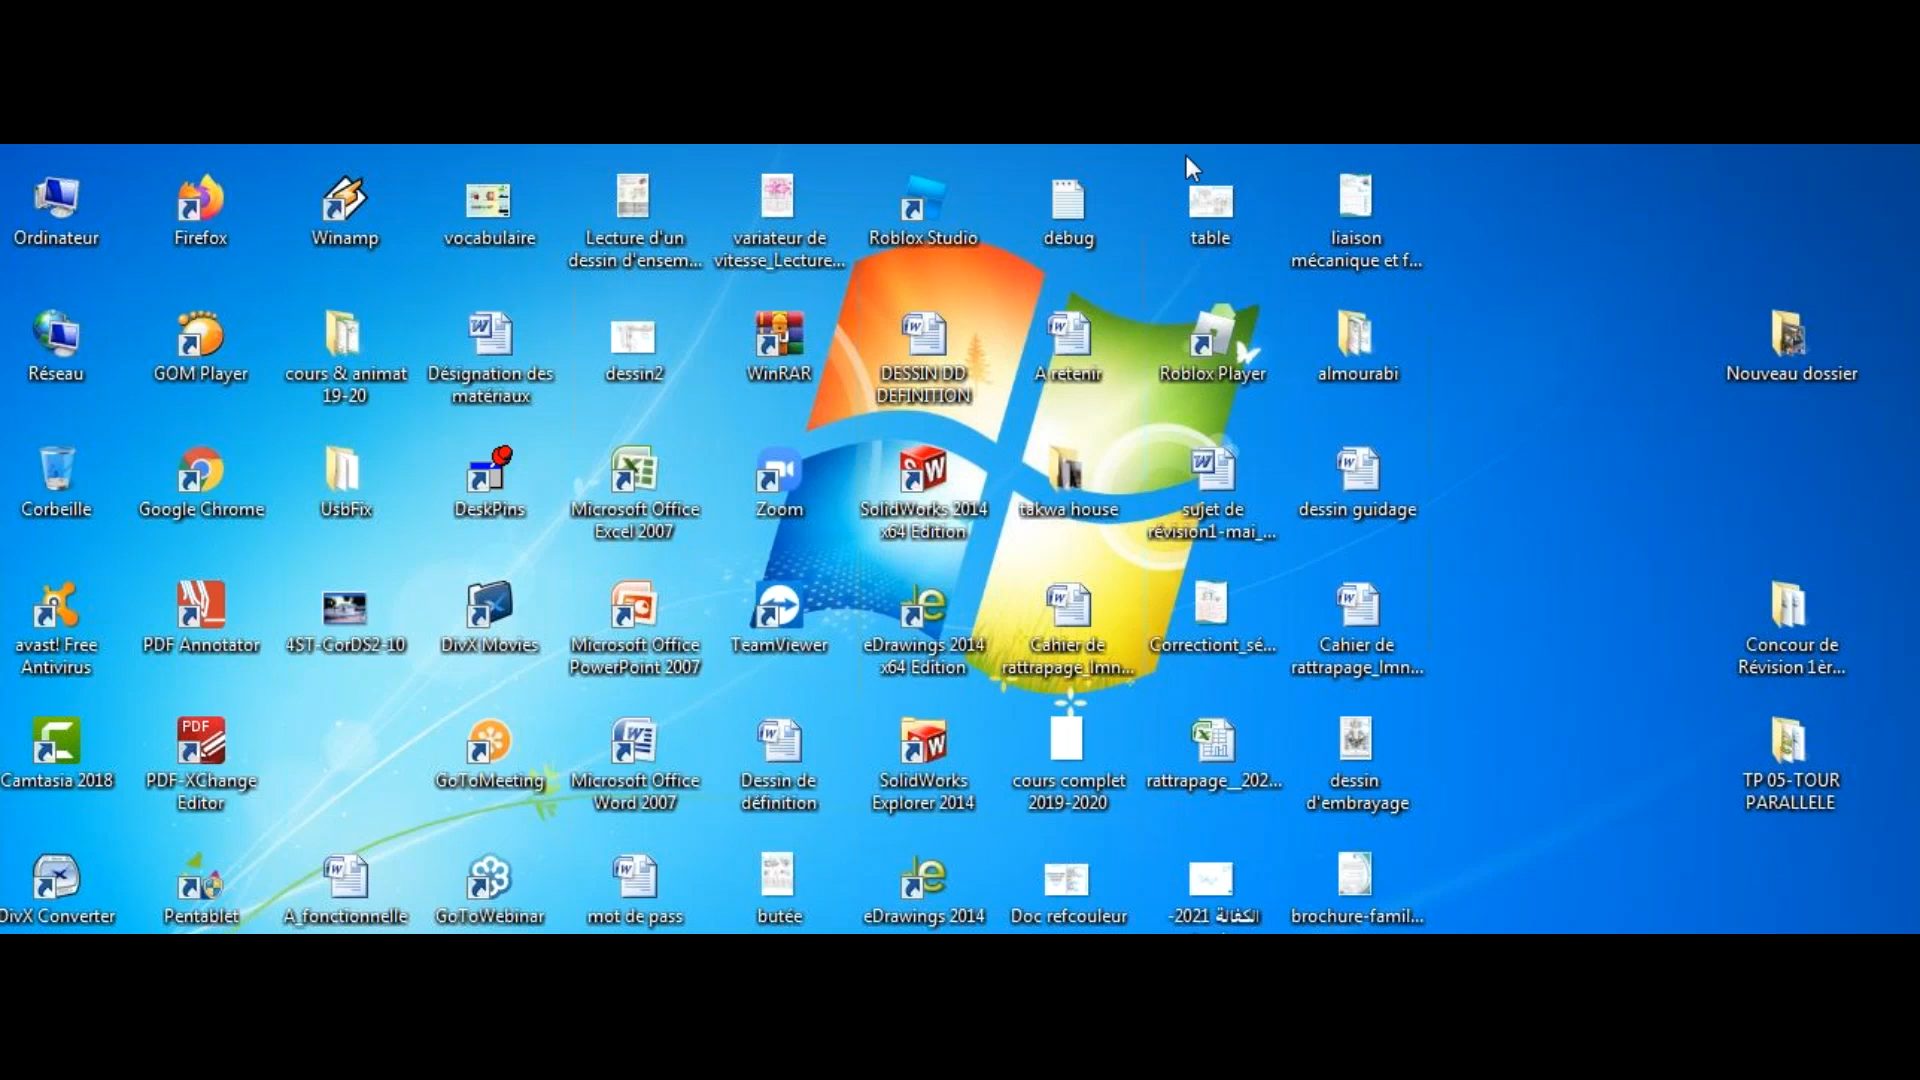 Ordinateur
Firefox
Winamp
vocabulaire
Lecture d'un
dessin d'ensem...
variateur de
vitesse_Lecture...
Roblox Studio
debug
table
liaison
mécanique et f...
Réseau
GOM Player
cours & animat
19-20
Désignation des
matériaux
dessin2
WinRAR
DESSIN DD
DEFINITION
A retenir
Roblox Player
almourabi
Nouveau dossier
Corbeille
Google Chrome
UsbFix
DeskPins
Microsoft Office
Excel 2007
Zoom
SolidWorks 2014
x64 Edition
takwa house
sujet de
révision1-mai_...
dessin guidage
avast! Free
Antivirus
PDF Annotator
4ST-CorDS2-10
DivX Movies
Microsoft Office
PowerPoint 2007
TeamViewer
eDrawings 2014
x64 Edition
Cahier de
rattrapage_lmn...
Correctiont_sé...
Cahier de
rattrapage_lmn...
Concour de
Révision 1èr...
Camtasia 2018
PDF
PDF-XChange
Editor
GoToMeeting
Microsoft Office
Word 2007
Dessin de
définition
SolidWorks
Explorer 2014
cours complet
2019-2020
rattrapage__202...
dessin
d'embrayage
TP 05-TOUR
PARALLELE
DivX Converter
Pentablet
A_fonctionnelle
GoToWebinar
mot de pass
butée
eDrawings 2014
Doc refcouleur
-2021 الكفالة
brochure-famil...